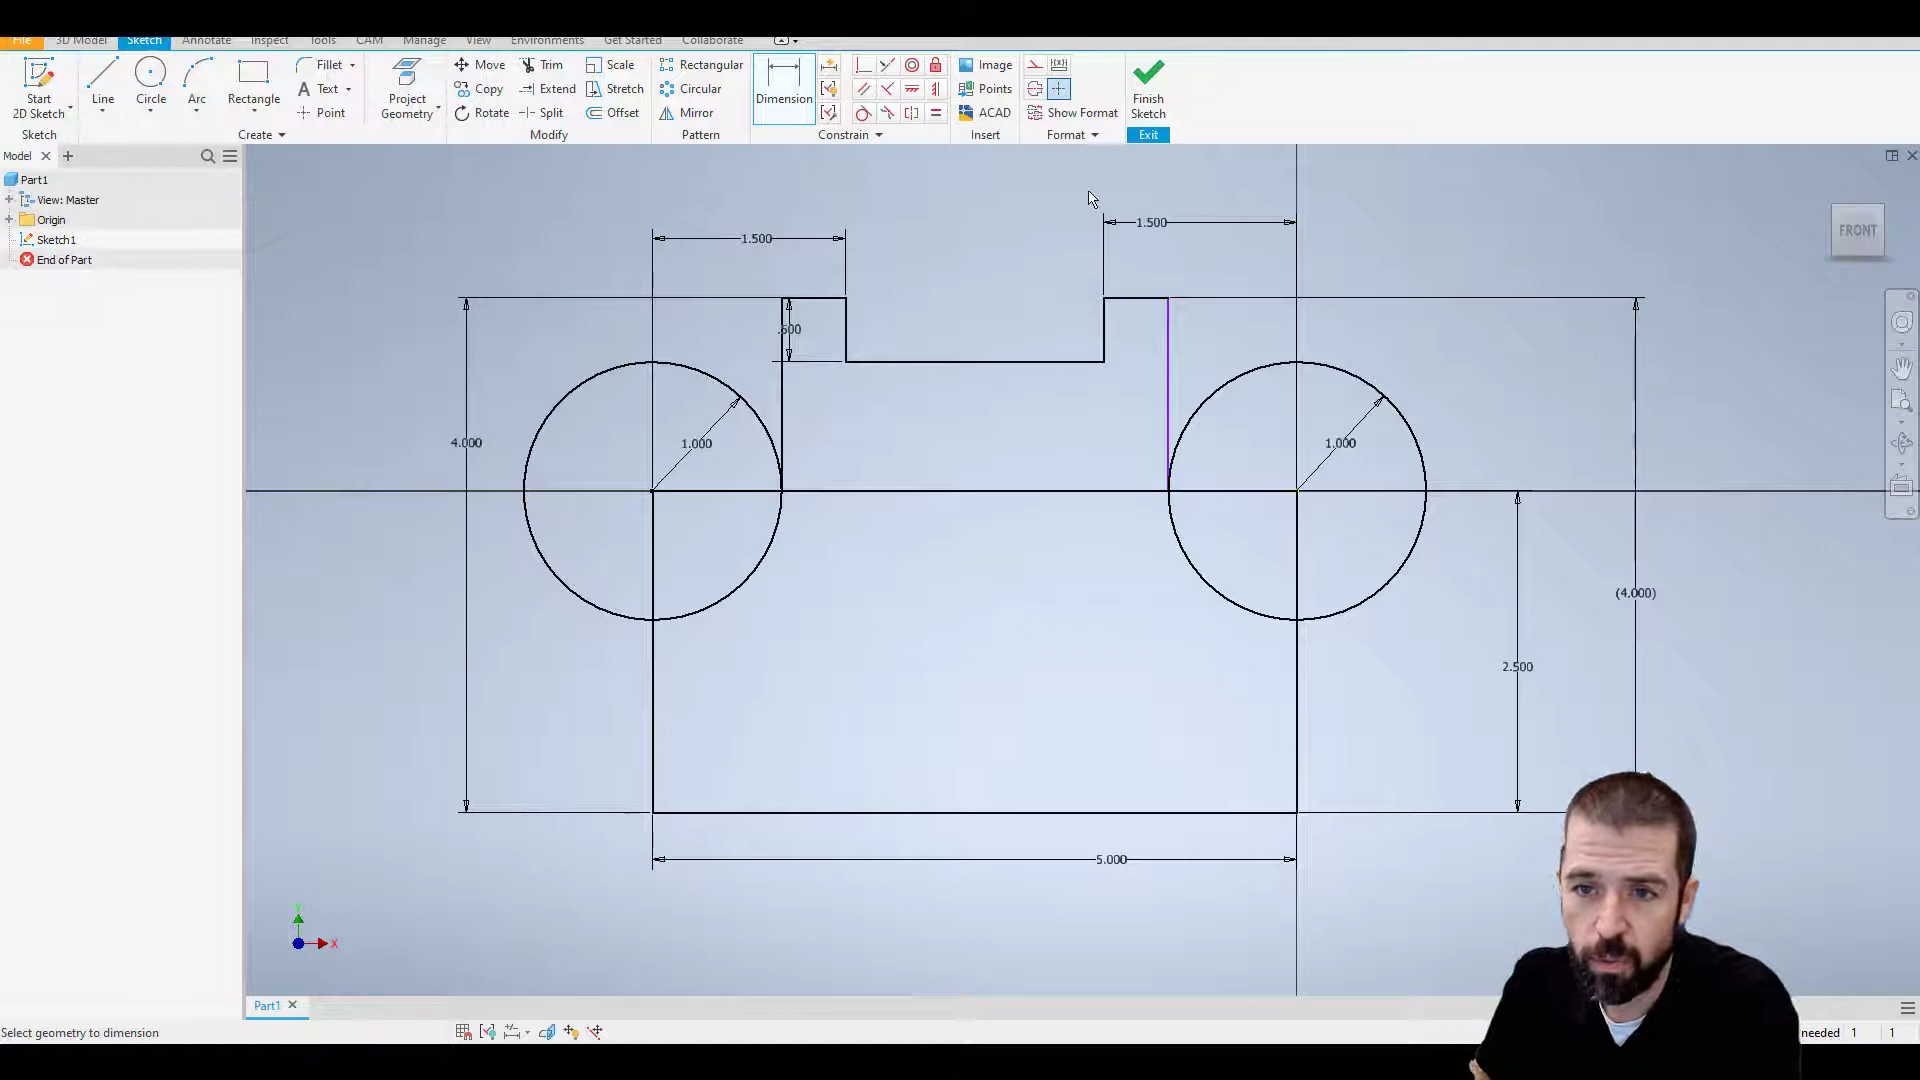 File 3D Model Sketch Annotate Inspect Tools CAM Manage View Environments Get Started Collaborate
Start 2D Sketch Line Circle Arc Rectangle Fillet Text Point Project Geometry
Move Trim Scale
Copy Extend Stretch
Rotate Split Offset
Rectangular
Circular
Mirror
Dimension
Image
Points
ACAD
Show Format
Finish Sketch
Sketch Create Modify Pattern Constrain Insert Format Exit
Model
Part1
View: Master
Origin
Sketch1
End of Part
FRONT
1.500
1.500
.500
4.000
1.000
1.000
(4.000)
2.500
5.000
Y
X
Part1
Select geometry to dimension
needed 1 1